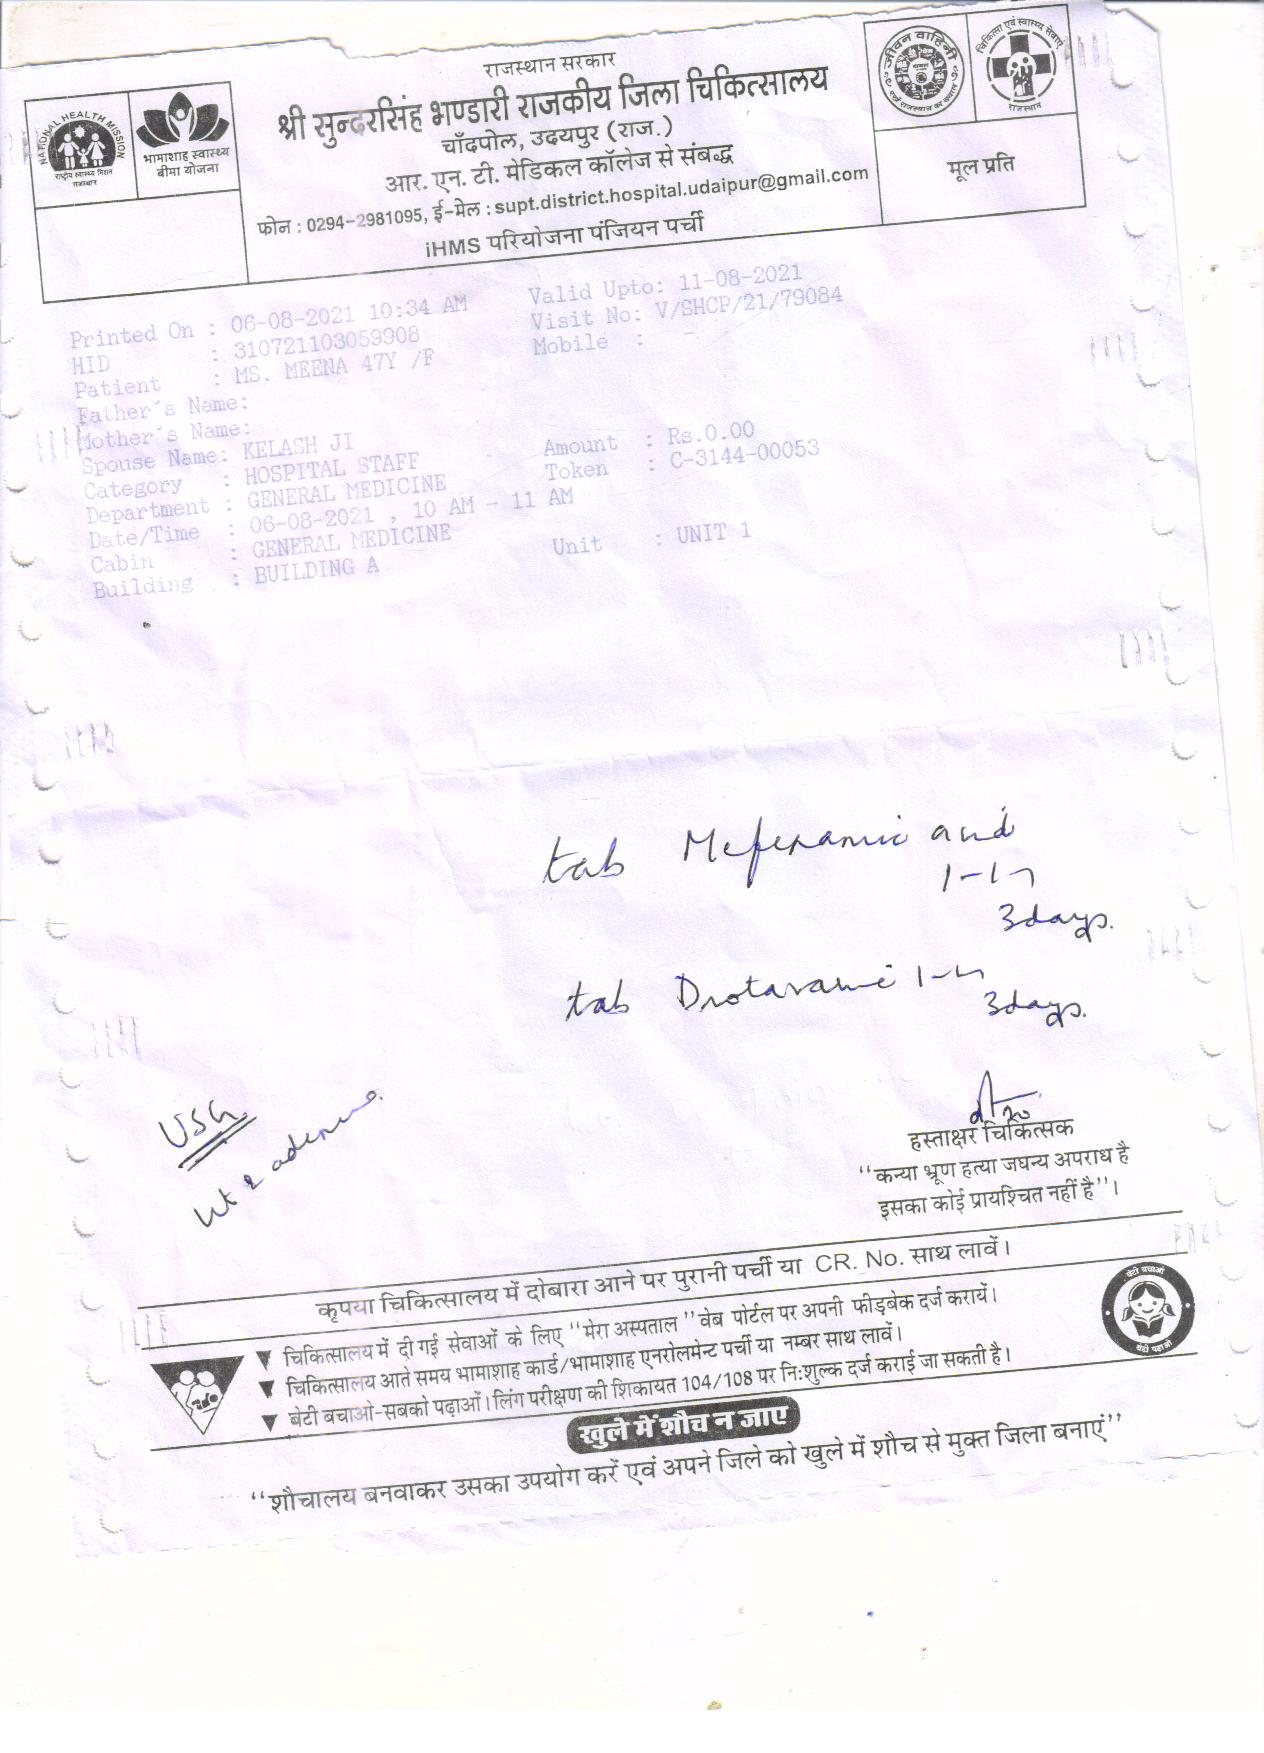 राजस्थान सरकार
श्री सुन्दरसिंह भण्डारी राजकीय जिला चिकित्सालय
चाँदपोल, उदयपुर (राज.)
आर. एन. टी. मेडिकल कॉलेज से संबद्ध
फोन : 0294-2981095, ई-मेल : supt.district.hospital.udaipur@gmail.com
iHMS परियोजना पंजियन पर्ची
NATIONAL HEALTH MISSION
राष्ट्रीय स्वास्थ्य मिशन
राजस्थान
भामाशाह स्वास्थ्य
बीमा योजना
जीवन वाहिनी
चिकित्सा एवं स्वास्थ्य सेवाएं
राजस्थान
मूल प्रति
Printed On : 06-08-2021 10:34 AM Valid Upto: 11-08-2021
HID : 310721103059908 Visit No: V/SHCP/21/79084
Patient : MS. MEENA 47Y /F Mobile : -
Father's Name:
Mother's Name:
Spouse Name: KELASH JI
Category : HOSPITAL STAFF Amount : Rs.0.00
Department : GENERAL MEDICINE Token : C-3144-00053
Date/Time : 06-08-2021 , 10 AM - 11 AM
Cabin : GENERAL MEDICINE
Building : BUILDING A Unit : UNIT 1
tab Mefenamic acid
3days.
tab Drotaverine
3days.
USG
हस्ताक्षर चिकित्सक
"कन्या भ्रूण हत्या जघन्य अपराध है
इसका कोई प्रायश्चित नहीं है"।
कृपया चिकित्सालय में दोबारा आने पर पुरानी पर्ची या CR. No. साथ लावें।
▼ चिकित्सालय में दी गई सेवाओं के लिए "मेरा अस्पताल" वेब पोर्टल पर अपनी फीड़बेक दर्ज करायें।
▼ चिकित्सालय आते समय भामाशाह कार्ड/भामाशाह एनरोलमेन्ट पर्ची या नम्बर साथ लावें।
▼ बेटी बचाओ-सबको पढ़ाओं। लिंग परीक्षण की शिकायत 104/108 पर नि:शुल्क दर्ज कराई जा सकती है।
बेटी बचाओ
बेटी पढ़ाओ
खुले में शौच न जाए
"शौचालय बनवाकर उसका उपयोग करें एवं अपने जिले को खुले में शौच से मुक्त जिला बनाएं"